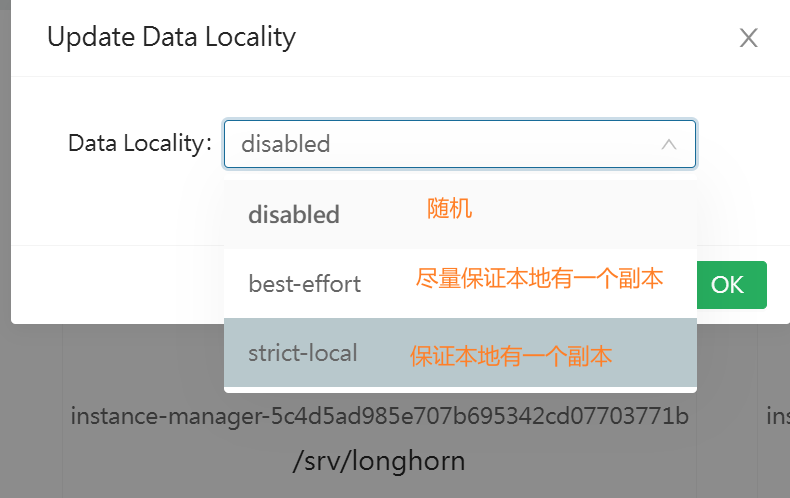 Update Data Locality
Data Locality:
disabled
disabled 随机
best-effort 尽量保证本地有一个副本
OK
strict-local 保证本地有一个副本
instance-manager-5c4d5ad985e707b695342cd07703771b
ins
/srv/longhorn